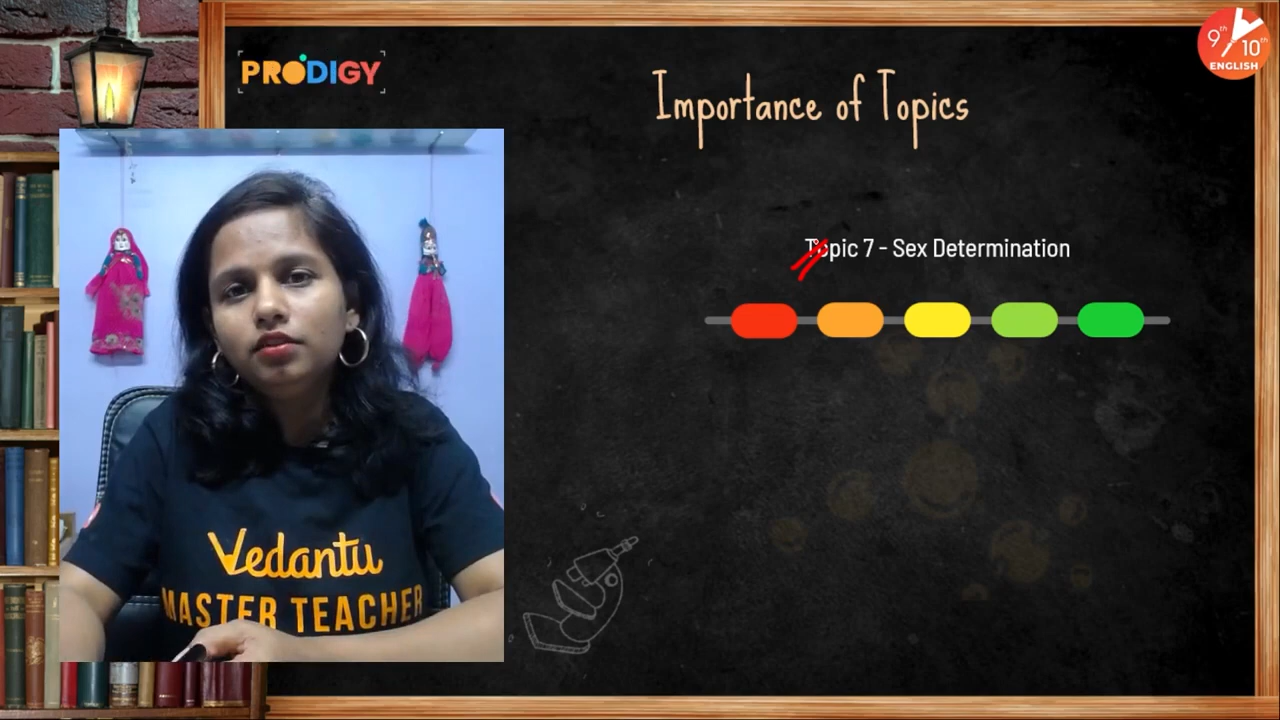 PRODIGY
9th 10th
ENGLISH
Importance of Topics
Topic 7 - Sex Determination
Vedantu
MASTER TEACHER